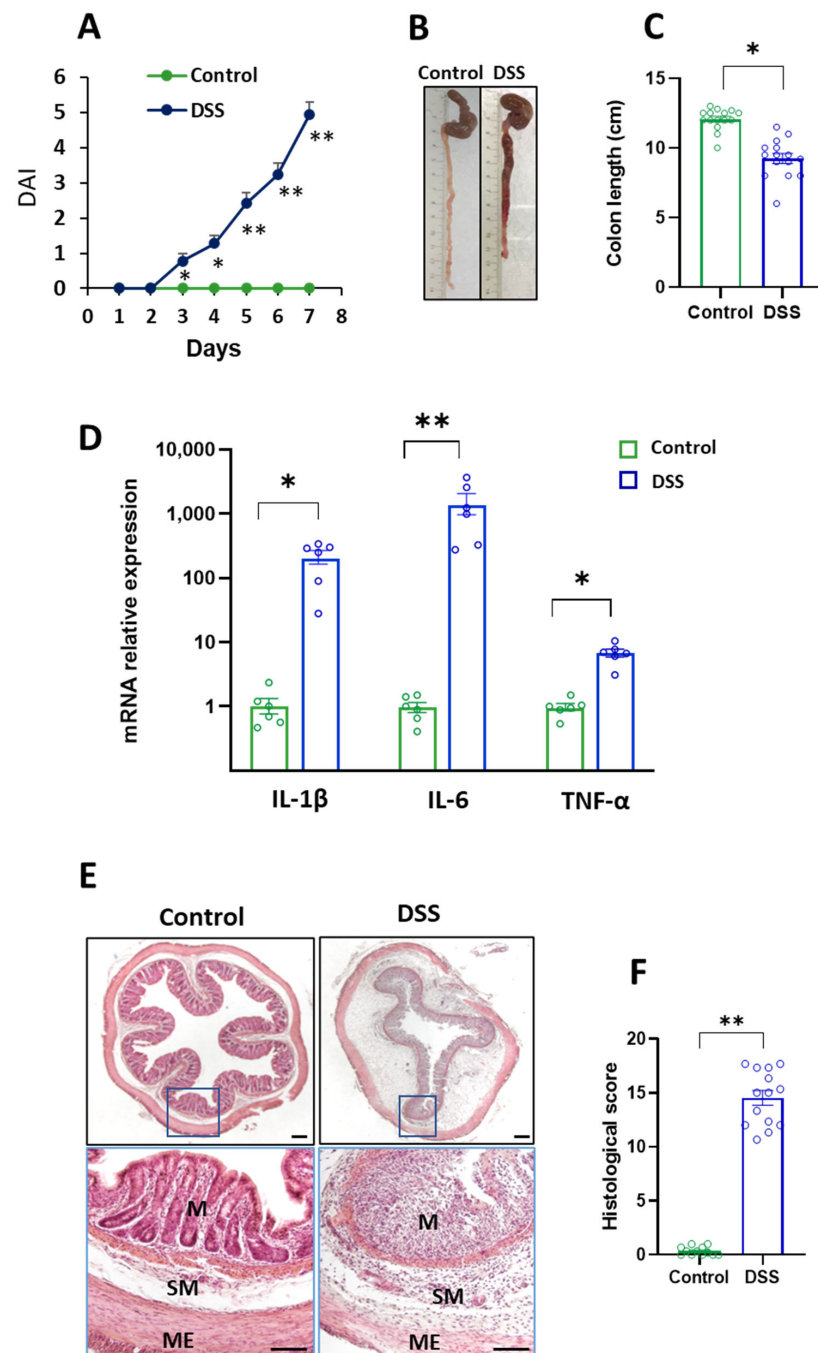 A
6
5
4
3
2
1
0
DAI
Control
DSS
*
*
**
**
**
0 1 2 3 4 5 6 7 8
Days
B
Control DSS
C
*
15
10
5
0
Colon length (cm)
Control DSS
D
10,000
1,000
100
10
1
mRNA relative expression
*
**
*
Control
DSS
IL-1β IL-6 TNF-α
E
Control DSS
M
SM
ME
M
SM
ME
F
**
20
15
10
5
0
Histological score
Control DSS